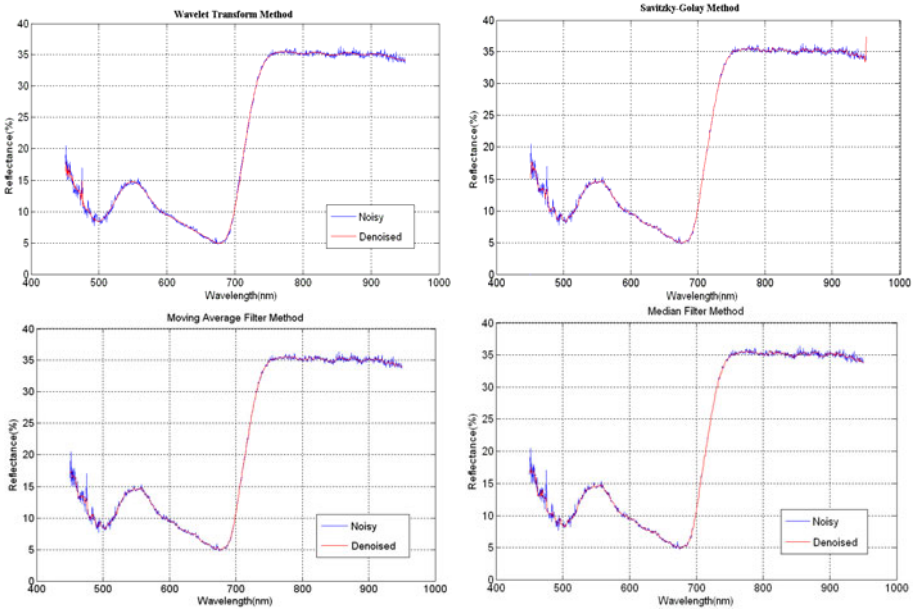 Wavelet Transform Method
40
35
30
25
20
15
10
5
0
Reflectance(%)
Noisy
Denoised
400 500 600 700 800 900 1000
Wavelength(nm)
Savitzky-Golay Method
40
35
30
25
20
15
10
5
0
Reflectance(%)
400 500 600 700 800 900 1000
Wavelength(nm)
Moving Average Filter Method
40
35
30
25
20
15
10
5
0
Reflectance(%)
Noisy
Denoised
400 500 600 700 800 900 1000
Wavelength(nm)
Median Filter Method
40
35
30
25
20
15
10
5
0
Reflectance(%)
Noisy
Denoised
400 500 600 700 800 900 1000
Wavelength(nm)